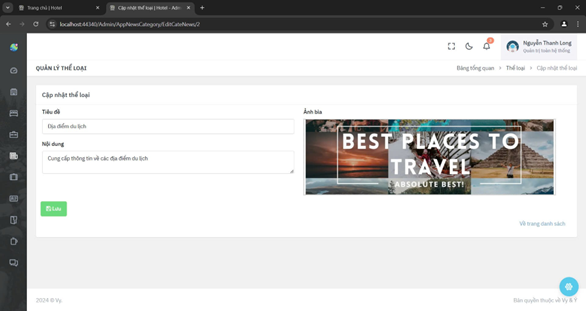 Trang chủ | Hotel
Cập nhật thể loại | Hotel - Adm
localhost:44340/Admin/AppNewsCategory/EditCateNews/2
Nguyễn Thanh Long
Quản trị toàn hệ thống
QUẢN LÝ THỂ LOẠI
Bảng tổng quan > Thể loại > Cập nhật thể loại
Cập nhật thể loại
Tiêu đề
Ảnh bìa
Địa điểm du lịch
Nội dung
Cung cấp thông tin về các địa điểm du lịch
BEST PLACES TO
TRAVEL
ABSOLUTE BEST!
Lưu
Về trang danh sách
2024 © Vy.
Bản quyền thuộc về Vy & Ý